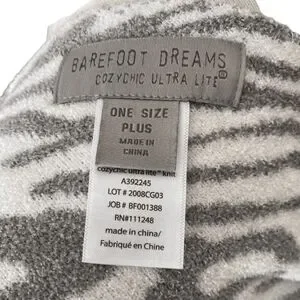 BAREFOOT DREAMS
COZYCHIC ULTRA LITE®
ONE SIZE
PLUS
MADE IN
CHINA
cozychic ultra lite™ knit
A392245
LOT # 2008CG03
JOB # BF001388
RN#111248
made in china/
Fabriqué en Chine